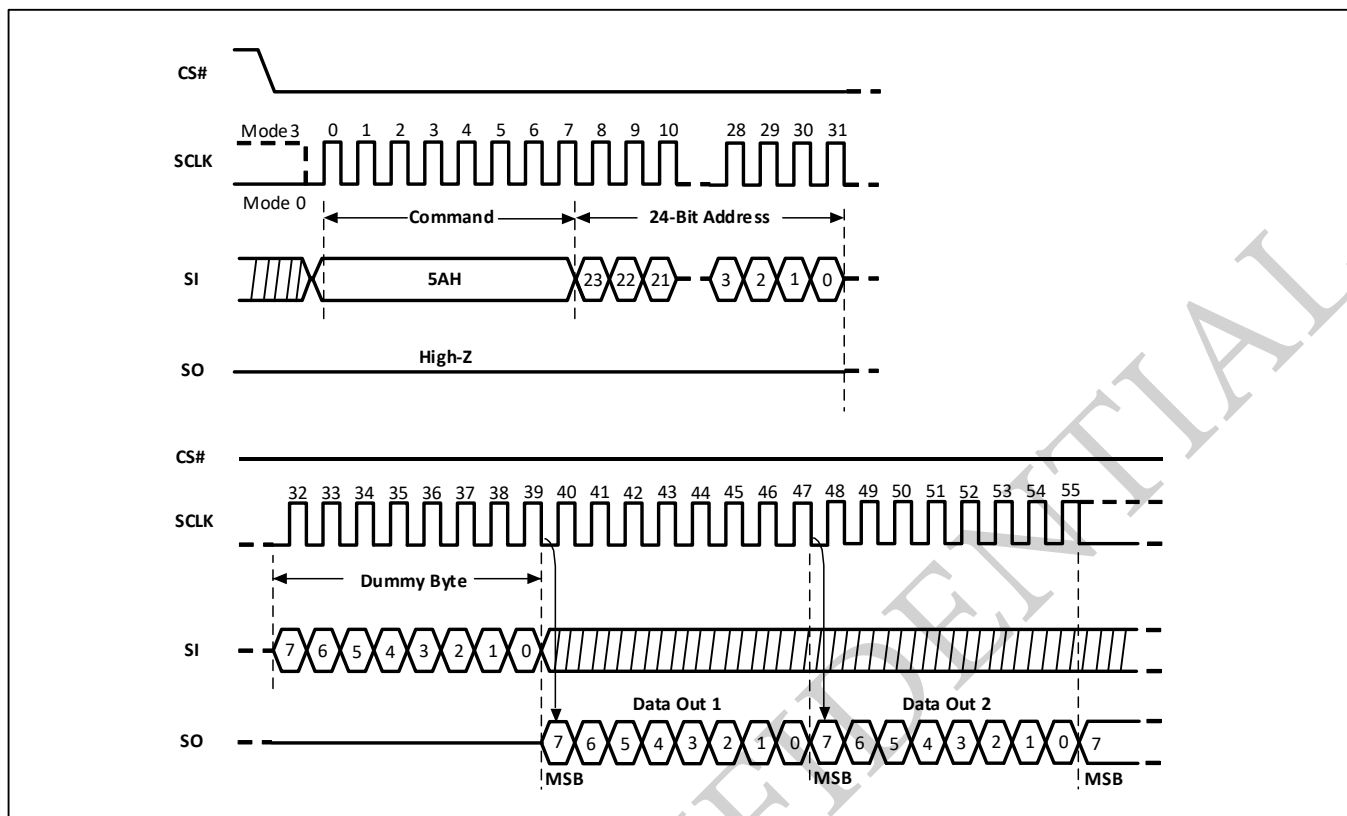 CS#
Mode 3 0 1 2 3 4 5 6 7 8 9 10 28 29 30 31
SCLK
Mode 0
Command 24-Bit Address
SI 5AH 23 22 21 3 2 1 0
High-Z
SO
CS#
32 33 34 35 36 37 38 39 40 41 42 43 44 45 46 47 48 49 50 51 52 53 54 55
SCLK
Dummy Byte
SI 7 6 5 4 3 2 1 0
Data Out 1 Data Out 2
SO 7 6 5 4 3 2 1 0 7 6 5 4 3 2 1 0 7
MSB MSB MSB